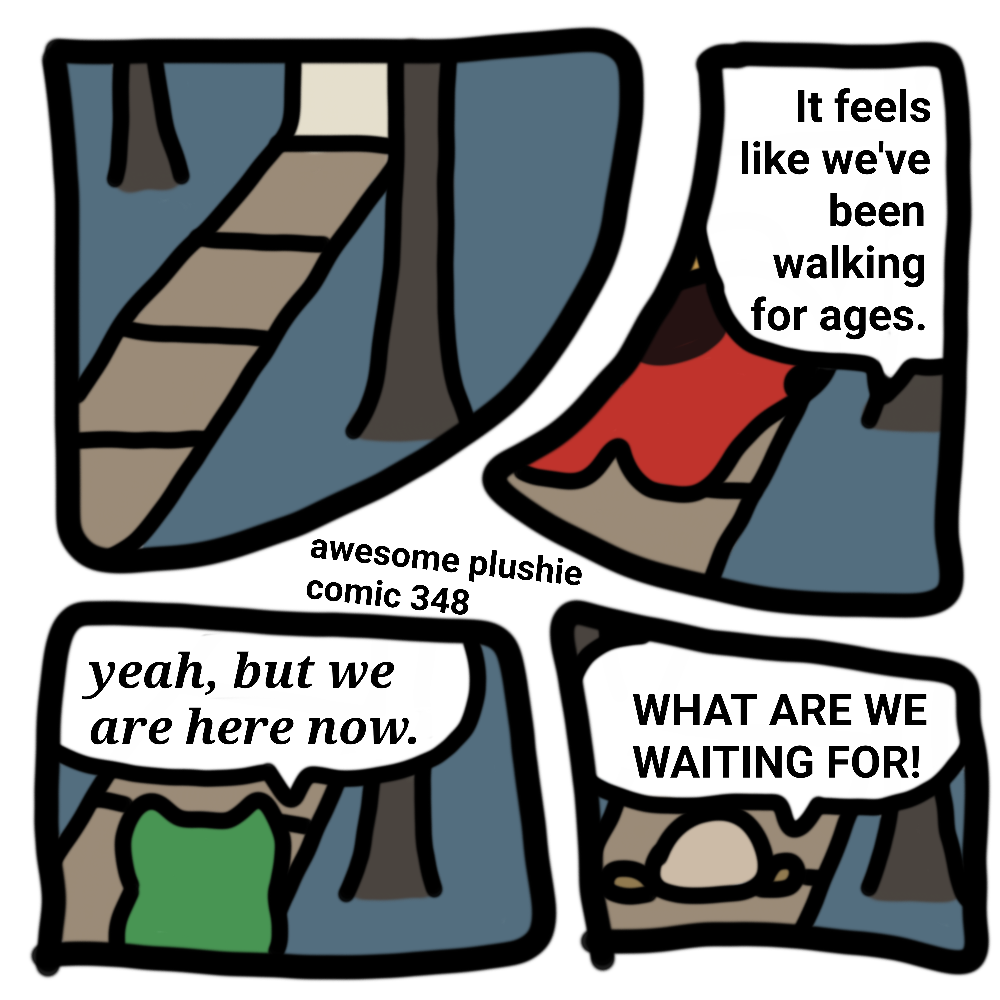 It feels
like we've
been
walking
for ages.
awesome plushie
comic 348
yeah, but we
are here now.
WHAT ARE WE
WAITING FOR!